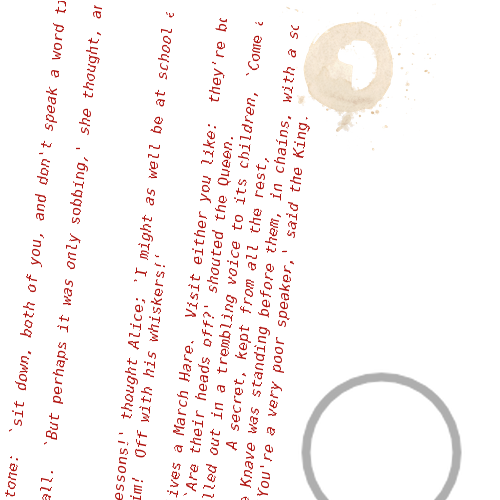 tone: `sit down, both of you, and don't speak a word
all. `But perhaps it was only sobbing,' she thought,
essons!' thought Alice; `I might as well be at school
im! Off with his whiskers!'
ives a March Hare. Visit either you like: they're
`Are their heads off?' shouted the Queen.
lled out in a trembling voice to its children, `Come
A secret, kept from all the rest,
Knave was standing before them, in chains, with a
You're a very poor speaker,' said the King.